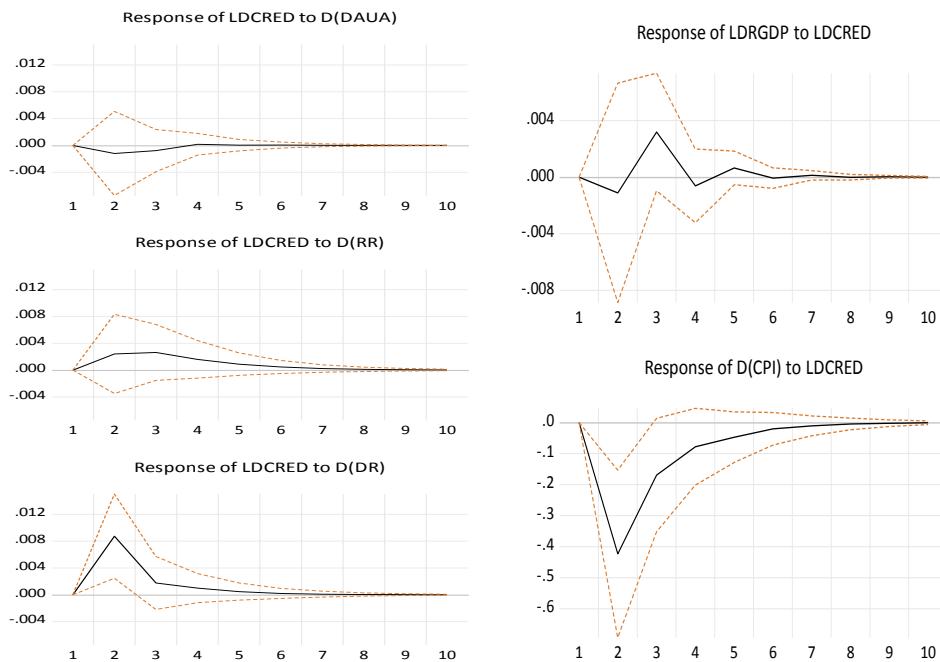 Response of LDCRED to D(DAUA)
.012
.008
.004
.000
-.004
1 2 3 4 5 6 7 8 9 10
Response of LDCRED to D(RR)
.012
.008
.004
.000
-.004
1 2 3 4 5 6 7 8 9 10
Response of LDCRED to D(DR)
.012
.008
.004
.000
-.004
1 2 3 4 5 6 7 8 9 10
Response of LDRGDP to LDCRED
.004
.000
-.004
-.008
1 2 3 4 5 6 7 8 9 10
Response of D(CPI) to LDCRED
.0
-.1
-.2
-.3
-.4
-.5
-.6
1 2 3 4 5 6 7 8 9 10